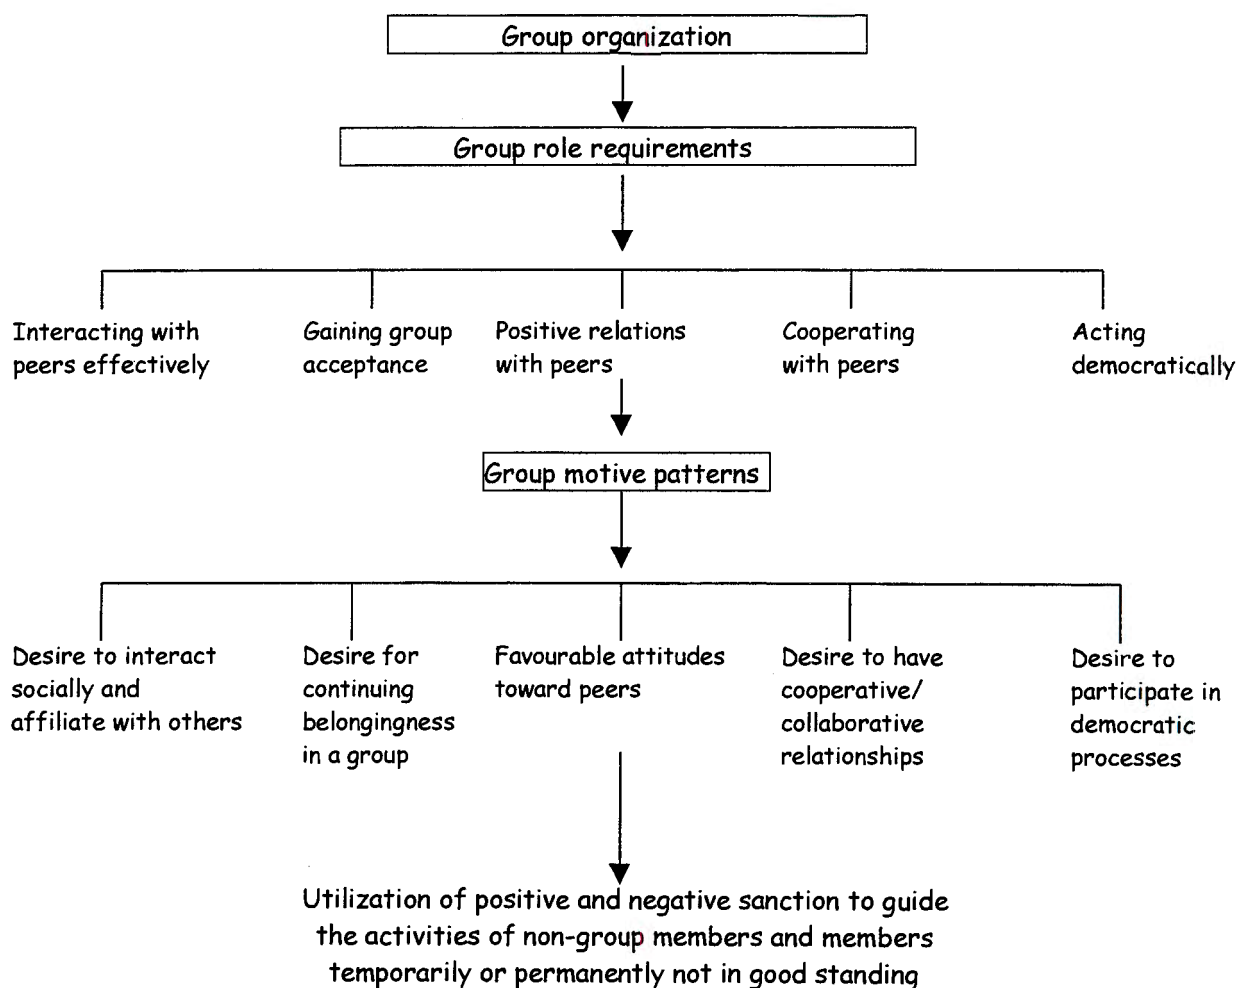 Group organization
Group role requirements
Interacting with
peers effectively
Gaining group
acceptance
Positive relations
with peers
Cooperating
with peers
Acting
democratically
Group motive patterns
Desire to interact
socially and
affiliate with others
Desire for
continuing
belongingness
in a group
Favourable attitudes
toward peers
Desire to have
cooperative/
collaborative
relationships
Desire to
participate in
democratic
processes
Utilization of positive and negative sanction to guide
the activities of non-group members and members
temporarily or permanently not in good standing